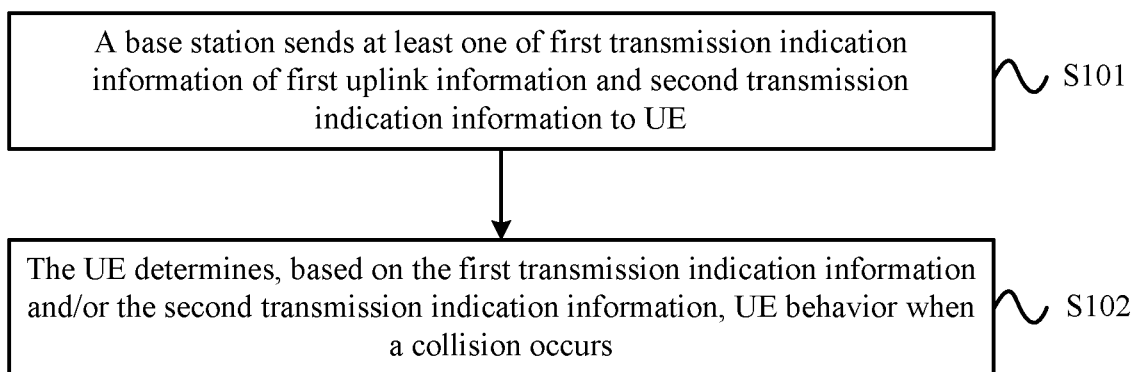 A base station sends at least one of first transmission indication
information of first uplink information and second transmission
indication information to UE
S101
The UE determines, based on the first transmission indication information
and/or the second transmission indication information, UE behavior when
a collision occurs
S102